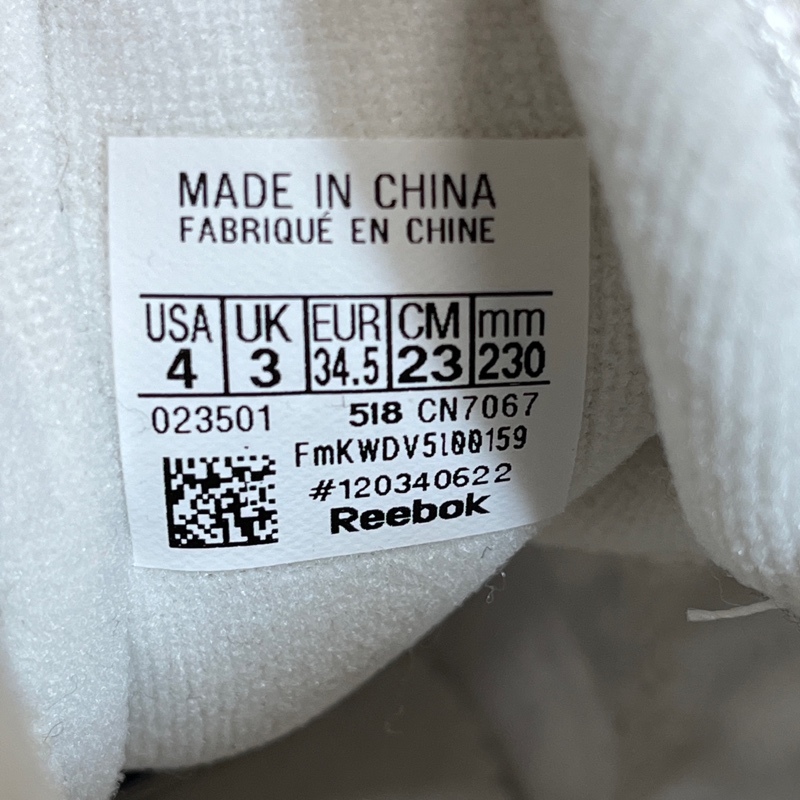 MADE IN CHINA
FABRIQUÉ EN CHINE
USA UK EUR CM mm
4 3 34.5 23 230
023501 518 CN7067
FmKWDV5l00159
#120340622
Reebok